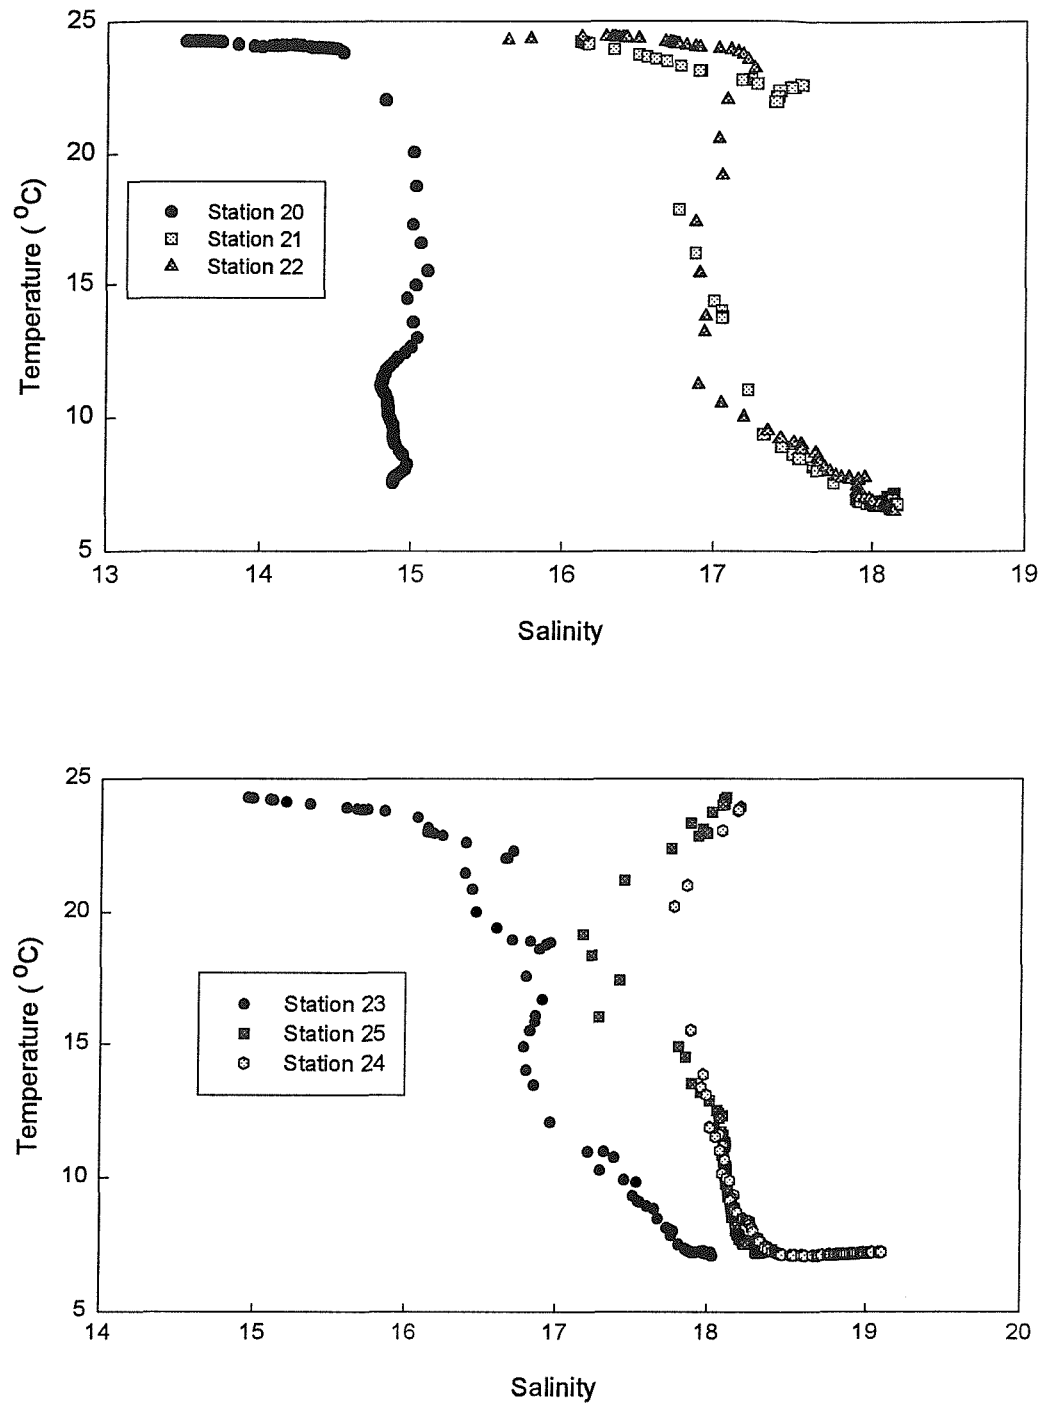 25
20
15
10
5
Temperature ( ⁰C)
Station 20
Station 21
Station 22
13 14 15 16 17 18 19
Salinity
25
20
15
10
5
Temperature ( ⁰C)
Station 23
Station 25
Station 24
14 15 16 17 18 19 20
Salinity